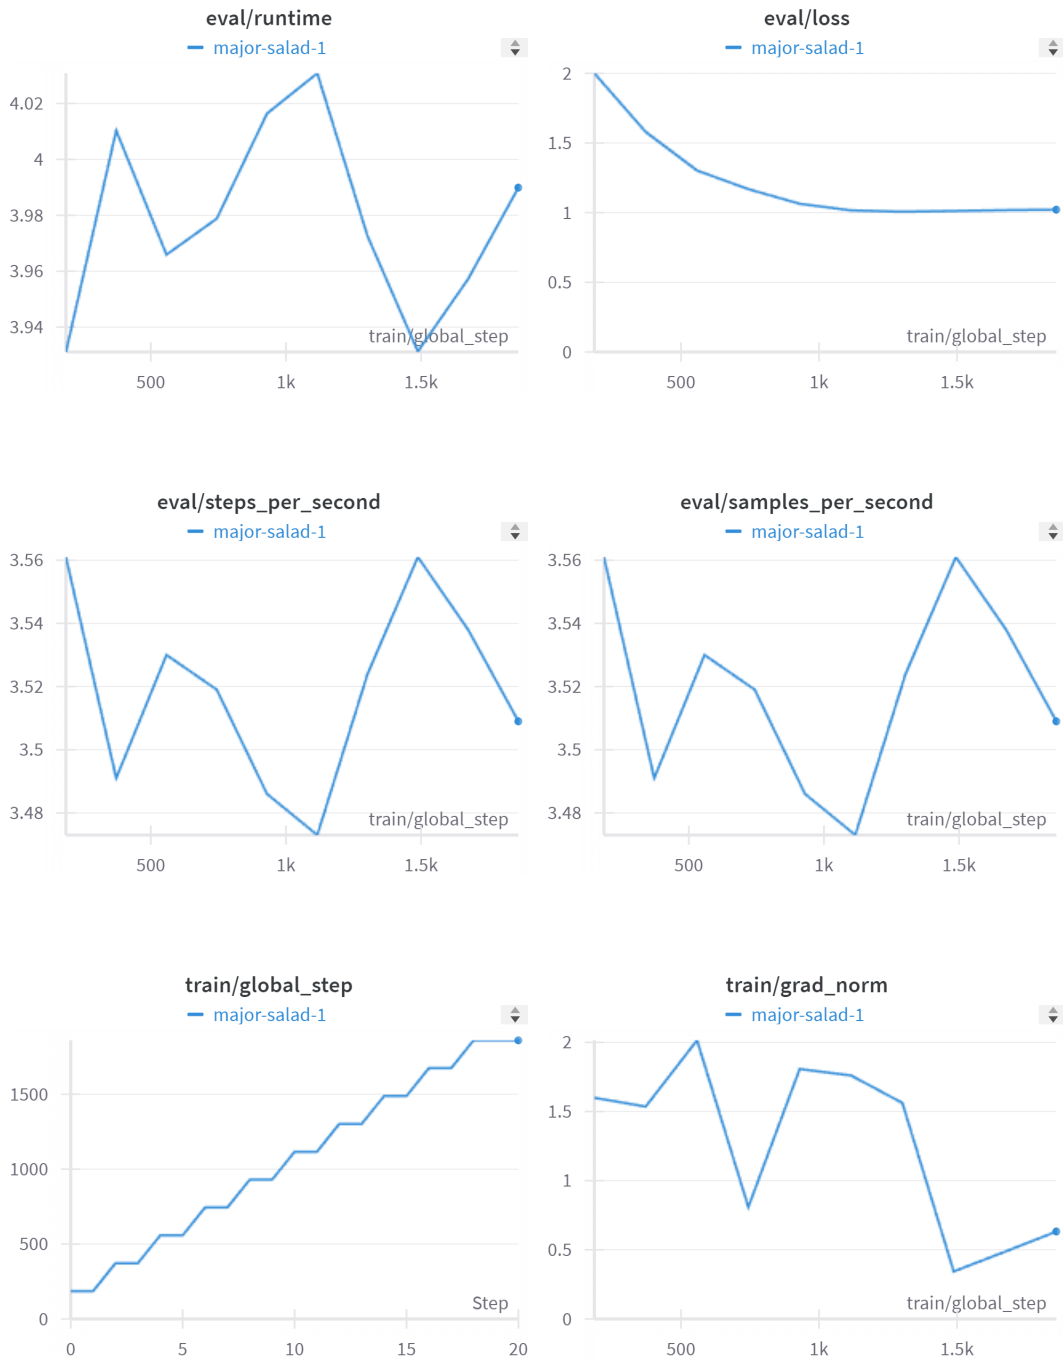 eval/runtime
major-salad-1
4.02
4
3.98
3.96
3.94
train/global_step
500 1k 1.5k
eval/loss
major-salad-1
2
1.5
1
0.5
0
train/global_step
500 1k 1.5k
eval/steps_per_second
major-salad-1
3.56
3.54
3.52
3.5
3.48
train/global_step
500 1k 1.5k
eval/samples_per_second
major-salad-1
3.56
3.54
3.52
3.5
3.48
train/global_step
500 1k 1.5k
train/global_step
major-salad-1
1500
1000
500
0
Step
0 5 10 15 20
train/grad_norm
major-salad-1
2
1.5
1
0.5
0
train/global_step
500 1k 1.5k